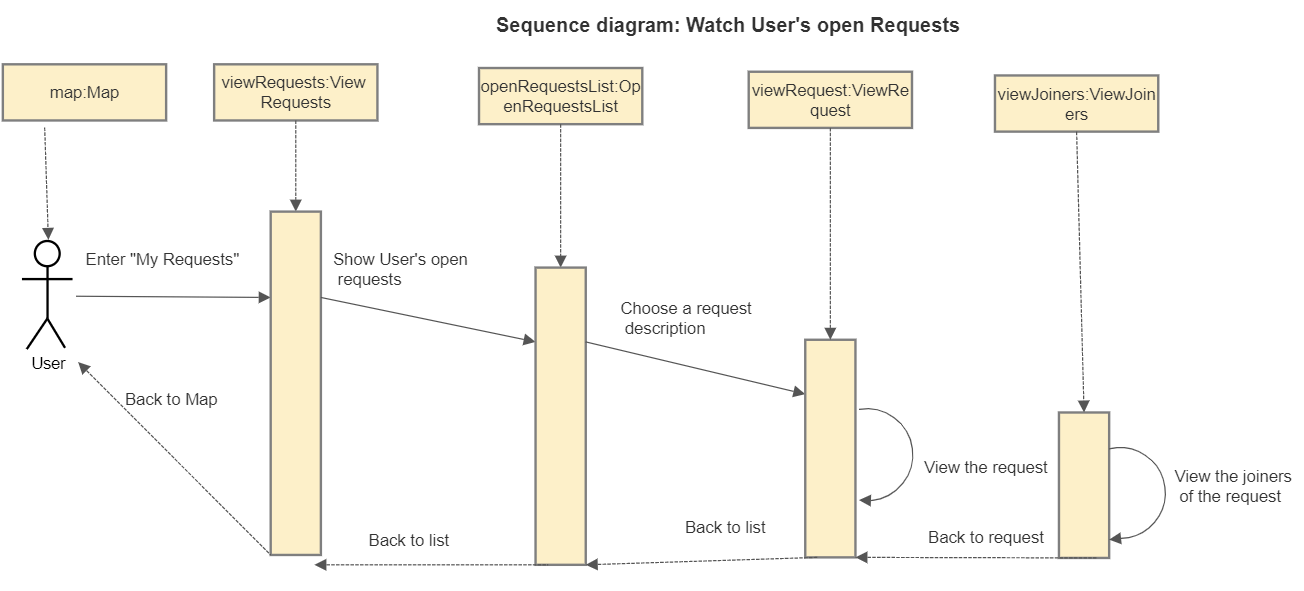 Sequence diagram: Watch User's open Requests
map:Map
viewRequests:View
Requests
openRequestsList:Op
enRequestsList
viewRequest:ViewRe
quest
viewJoiners:ViewJoin
ers
Enter "My Requests"
Show User's open
requests
Choose a request
description
User
Back to Map
View the request
View the joiners
of the request
Back to list
Back to list
Back to request